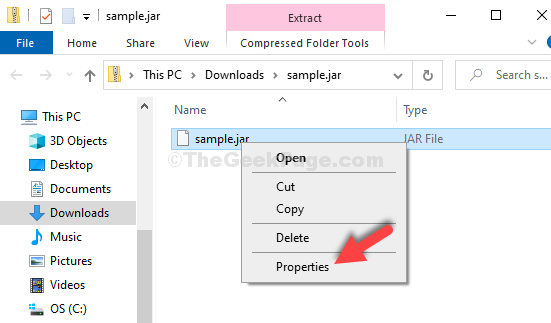 sample.jar
Extract
File
Share
View
Compressed Folder Tools
This PC
Downloads
sample.jar
Search s...
This PC
3D Objects
Desktop
Documents
Downloads
Music
Pictures
Videos
OS (C:)
Name
Type
sample.jar
JAR File
©TheGeekPage.com
Open
Cut
Copy
Delete
Properties